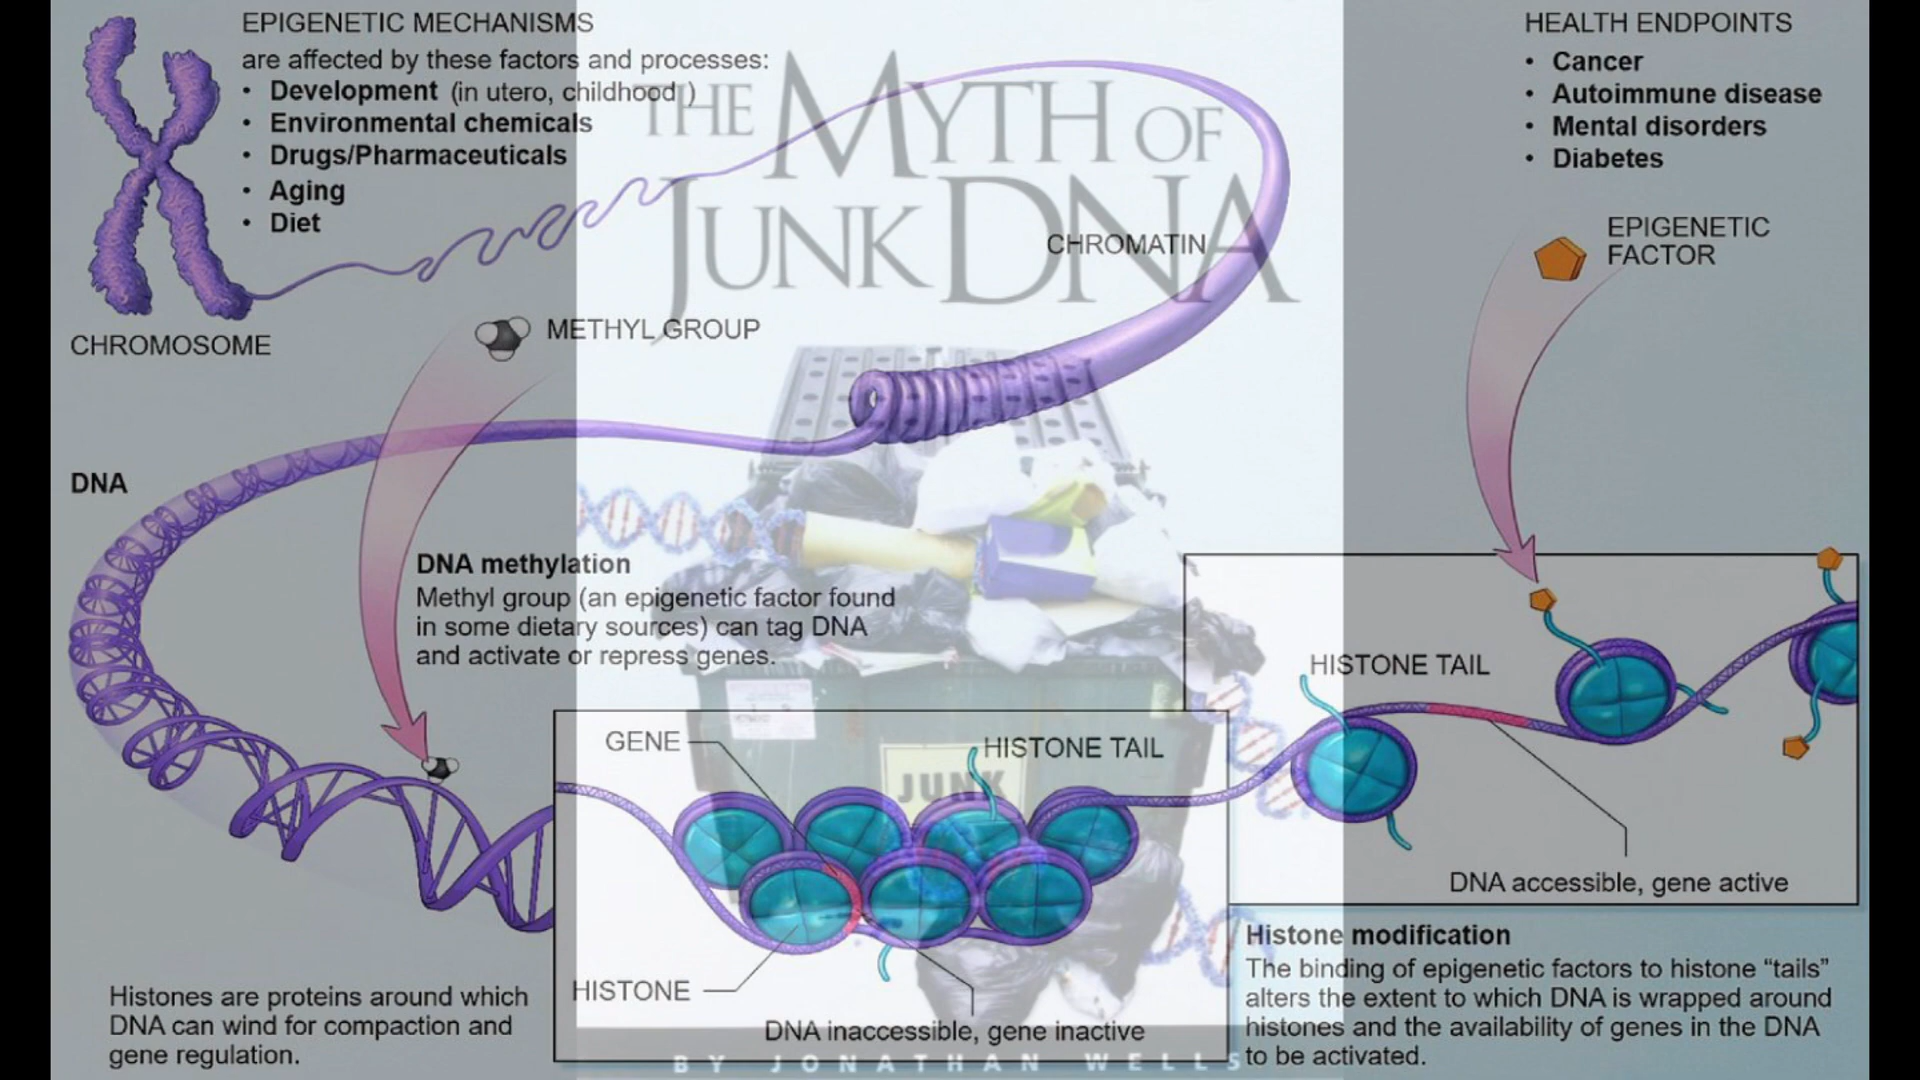 EPIGENETIC MECHANISMS
are affected by these factors and processes:
• Development (in utero, childhood )
• Environmental chemicals
• Drugs/Pharmaceuticals
• Aging
• Diet
THE MYTH OF
JUNK DNA
HEALTH ENDPOINTS
• Cancer
• Autoimmune disease
• Mental disorders
• Diabetes
EPIGENETIC
FACTOR
CHROMATIN
METHYL GROUP
CHROMOSOME
DNA
DNA methylation
Methyl group (an epigenetic factor found
in some dietary sources) can tag DNA
and activate or repress genes.
HISTONE TAIL
GENE
HISTONE TAIL
JUNK
DNA accessible, gene active
HISTONE
DNA inaccessible, gene inactive
Histones are proteins around which
DNA can wind for compaction and
gene regulation.
Histone modification
The binding of epigenetic factors to histone “tails”
alters the extent to which DNA is wrapped around
histones and the availability of genes in the DNA
to be activated.
BY JONATHAN WELLS